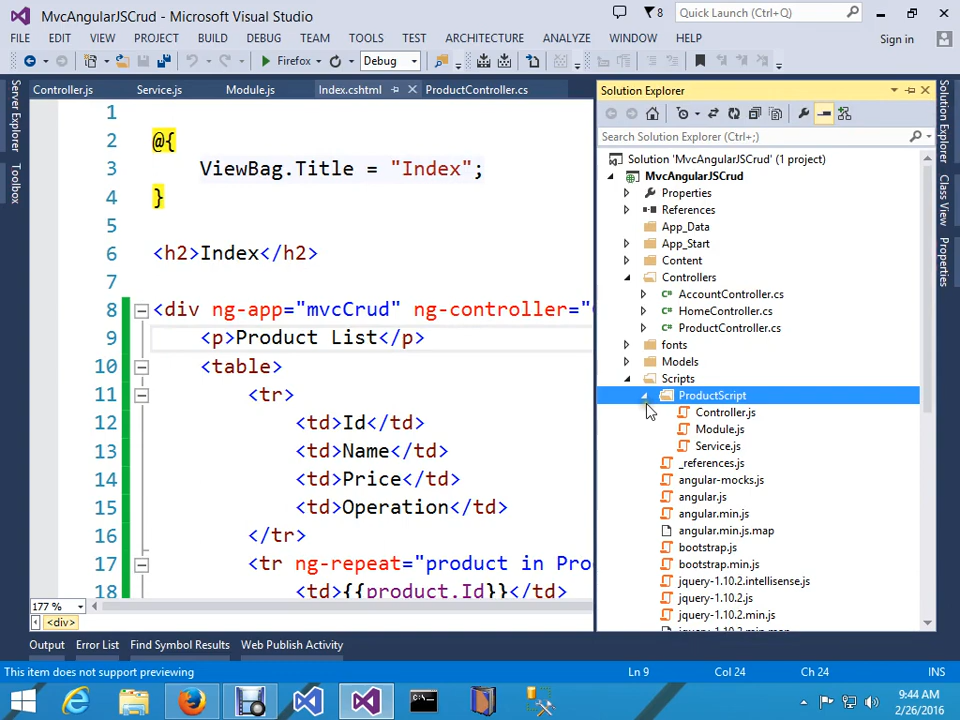 MvcAngularJSCrud - Microsoft Visual Studio
8
Quick Launch (Ctrl+Q)
FILE EDIT VIEW PROJECT BUILD DEBUG TEAM TOOLS TEST ARCHITECTURE ANALYZE WINDOW HELP
Sign in
Firefox
Debug
Server Explorer
Toolbox
Controller.js Service.js Module.js Index.cshtml ProductController.cs
1
2 @{
3 ViewBag.Title = "Index";
4 }
5
6 <h2>Index</h2>
7
8 <div ng-app="mvcCrud" ng-controller=
9 <p>Product List</p>
10 <table>
11 <tr>
12 <td>Id</td>
13 <td>Name</td>
14 <td>Price</td>
15 <td>Operation</td>
16 </tr>
17 <tr ng-repeat="product in Pro
18 <td>{{product.Id}}</td>
177 %
<div>
Solution Explorer
Search Solution Explorer (Ctrl+;)
Solution 'MvcAngularJSCrud' (1 project)
MvcAngularJSCrud
Properties
References
App_Data
App_Start
Content
Controllers
AccountController.cs
HomeController.cs
ProductController.cs
fonts
Models
Scripts
ProductScript
Controller.js
Module.js
Service.js
_references.js
angular-mocks.js
angular.js
angular.min.js
angular.min.js.map
bootstrap.js
bootstrap.min.js
jquery-1.10.2.intellisense.js
jquery-1.10.2.js
jquery-1.10.2.min.js
Solution Explorer
Class View
Properties
Output Error List Find Symbol Results Web Publish Activity
This item does not support previewing
Ln 9 Col 24 Ch 24 INS
9:44 AM
2/26/2016